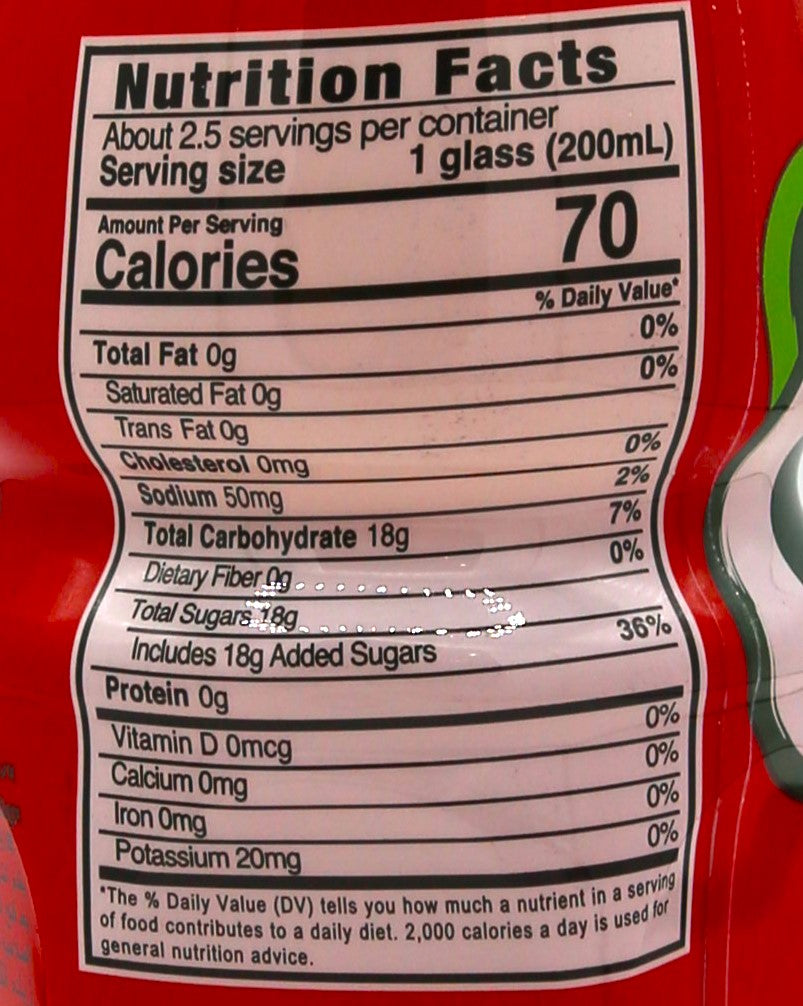 Nutrition Facts
About 2.5 servings per container
Serving size 1 glass (200mL)
Amount Per Serving
Calories 70
% Daily Value*
Total Fat 0g 0%
Saturated Fat 0g 0%
Trans Fat 0g
Cholesterol 0mg 0%
Sodium 50mg 2%
Total Carbohydrate 18g 7%
Dietary Fiber 0g 0%
Total Sugars 18g
Includes 18g Added Sugars 36%
Protein 0g
Vitamin D 0mcg 0%
Calcium 0mg 0%
Iron 0mg 0%
Potassium 20mg 0%
*The % Daily Value (DV) tells you how much a nutrient in a serving
of food contributes to a daily diet. 2,000 calories a day is used for
general nutrition advice.